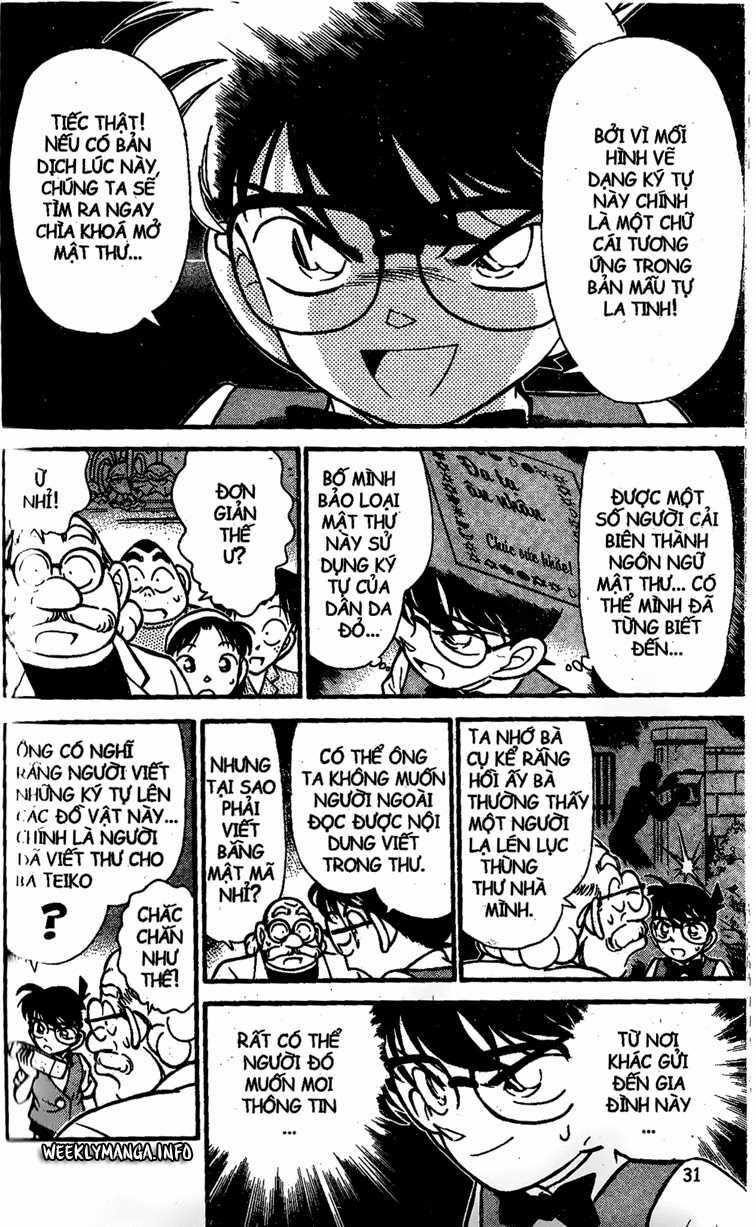 BỞI VÌ MỖI
HÌNH VẼ
DẠNG KÝ TỰ
NÀY CHÍNH
LÀ MỘT CHỮ
CÁI TƯƠNG
ỨNG TRONG
BẢN MẪU TỰ
LA TINH!
TIẾC THẬT!
NẾU CÓ BẢN
DỊCH LÚC NÀY,
CHÚNG TA SẼ
TÌM RA NGAY
CHÌA KHOÁ MỞ
MẬT THƯ...
ĐƯỢC MỘT
SỐ NGƯỜI CẢI
BIÊN THÀNH
NGÔN NGỮ
MẬT THƯ... CÓ
THỂ MÌNH ĐÃ
TỪNG BIẾT
ĐẾN...
Đa tạ
ân nhân
Chúc sức khỏe!
BỐ MÌNH
BẢO LOẠI
MẬT THƯ
NÀY SỬ
DỤNG KÝ
TỰ CỦA
DÂN DA
ĐỎ...
ĐƠN
GIẢN
THẾ
Ư?
Ừ
NHỈ!
TA NHỚ BÀ
CỤ KỂ RẰNG
HỒI ẤY BÀ
THƯỜNG THẤY
MỘT NGƯỜI
LẠ LÉN LỤC
THÙNG
THƯ NHÀ
MÌNH.
CÓ THỂ ÔNG
TA KHÔNG MUỐN
NGƯỜI NGOÀI
ĐỌC ĐƯỢC NỘI
DUNG VIẾT
TRONG THƯ.
NHƯNG
TẠI SAO
PHẢI
VIẾT
BẰNG
MẬT MÃ
NHỈ?
ÔNG CÓ NGHĨ
RẰNG NGƯỜI VIẾT
NHỮNG KÝ TỰ LÊN
CÁC ĐỒ VẬT NÀY...
CHÍNH LÀ NGƯỜI
ĐÃ VIẾT THƯ CHO
BA TEIKO
?
CHẮC
CHẮN
NHƯ
THẾ!
TỪ NƠI
KHÁC GỬI
ĐẾN GIA
ĐÌNH NÀY
...
RẤT CÓ THỂ
NGƯỜI ĐÓ
MUỐN MOI
THÔNG TIN
...
WEEKLYMANGA.INFO
31